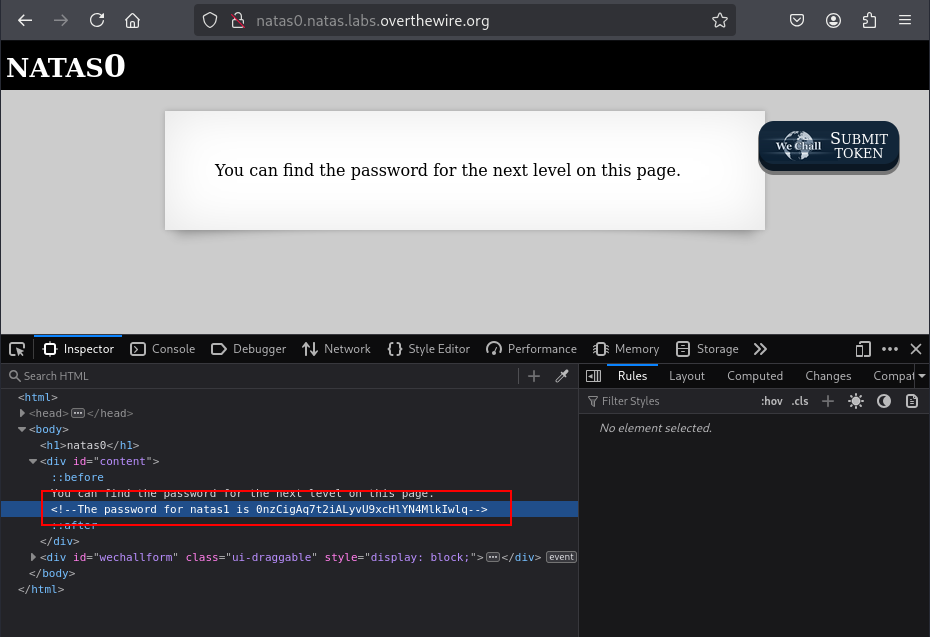 natas0.natas.labs.overthewire.org
NATAS0
You can find the password for the next level on this page.
We Chall
SUBMIT
TOKEN
Inspector Console Debugger Network Style Editor Performance Memory Storage
Search HTML
Rules Layout Computed Changes Compat
Filter Styles :hov .cls
No element selected.
<html>
<head></head>
<body>
<h1>natas0</h1>
<div id="content">
::before
You can find the password for the next level on this page.
<!--The password for natas1 is 0nzCigAq7t2iALyvU9xcHlYN4MlkIwlq-->
::after
</div>
<div id="wechallform" class="ui-draggable" style="display: block;"></div> event
</body>
</html>